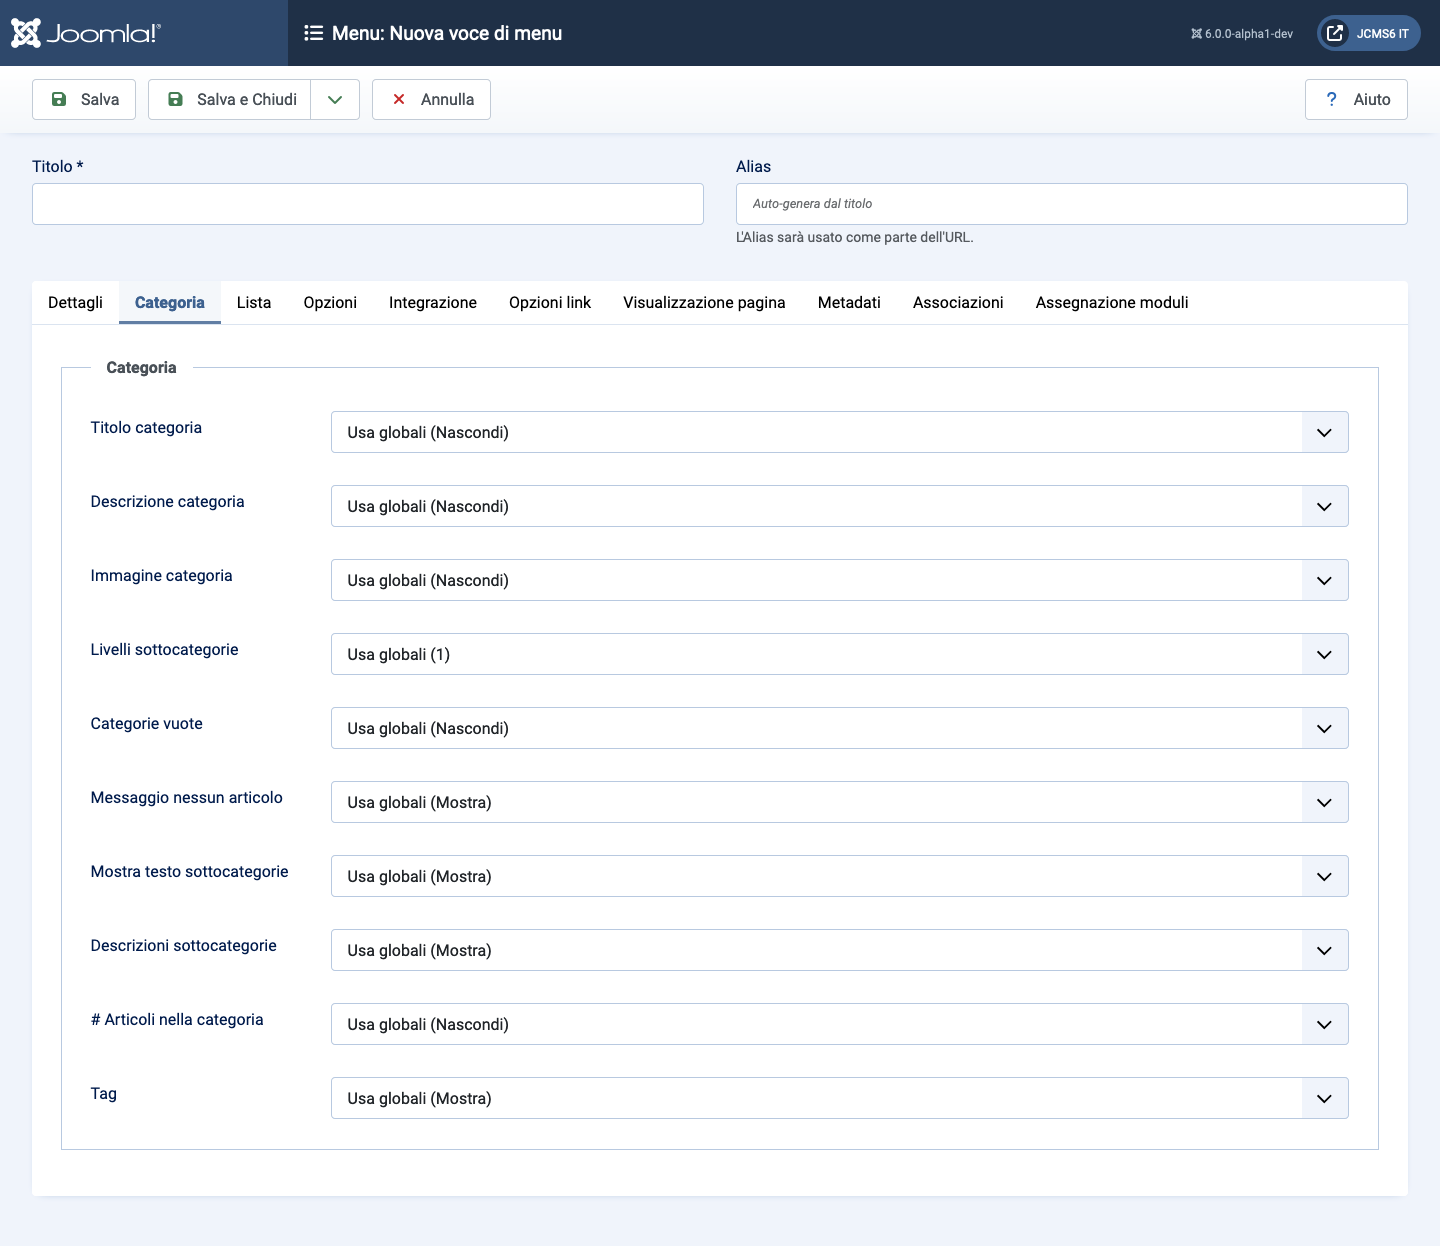 Joomla!®
Menu: Nuova voce di menu
6.0.0-alpha1-dev
JCMS6 IT
Salva
Salva e Chiudi
Annulla
? Aiuto
Titolo *
Alias
Auto-genera dal titolo
L'Alias sarà usato come parte dell'URL.
Dettagli Categoria Lista Opzioni Integrazione Opzioni link Visualizzazione pagina Metadati Associazioni Assegnazione moduli
Categoria
Titolo categoria Usa globali (Nascondi)
Descrizione categoria Usa globali (Nascondi)
Immagine categoria Usa globali (Nascondi)
Livelli sottocategorie Usa globali (1)
Categorie vuote Usa globali (Nascondi)
Messaggio nessun articolo Usa globali (Mostra)
Mostra testo sottocategorie Usa globali (Mostra)
Descrizioni sottocategorie Usa globali (Mostra)
# Articoli nella categoria Usa globali (Nascondi)
Tag Usa globali (Mostra)